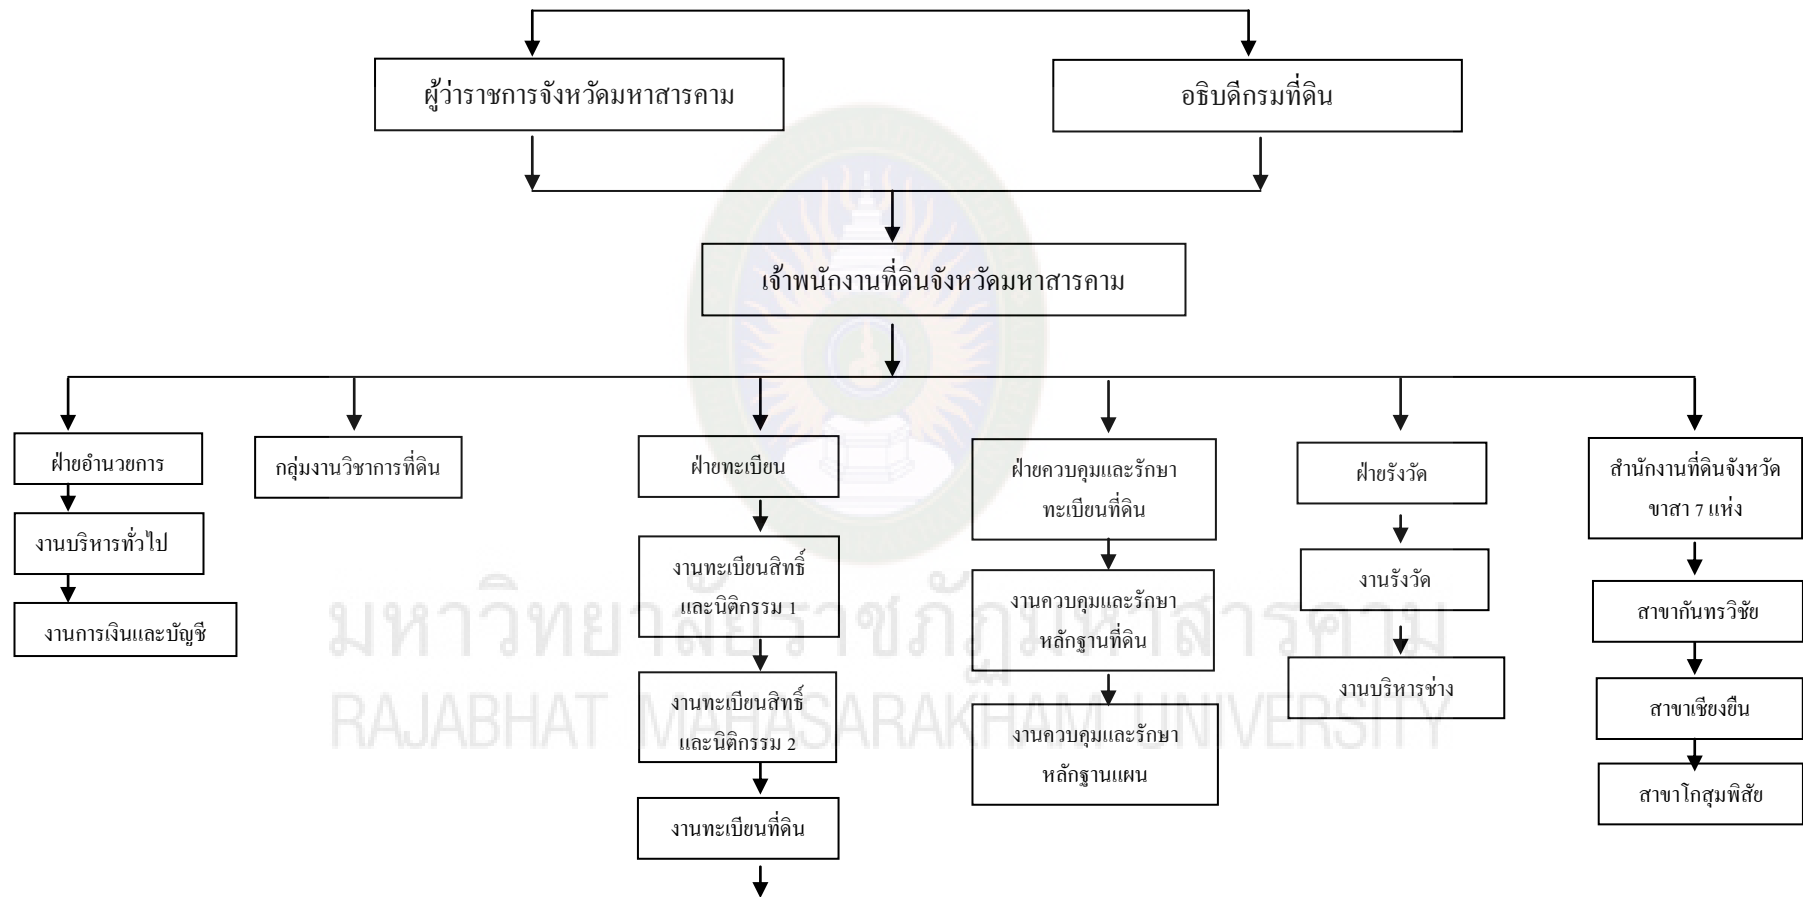 ผู้ว่าราชการจังหวัดมหาสารคาม
อธิบดีกรมที่ดิน
เจ้าพนักงานที่ดินจังหวัดมหาสารคาม
ฝ่ายอำนวยการ
งานบริหารทั่วไป
งานการเงินและบัญชี
กลุ่มงานวิชาการที่ดิน
ฝ่ายทะเบียน
งานทะเบียนสิทธิ์
และนิติกรรม 1
งานทะเบียนสิทธิ์
และนิติกรรม 2
งานทะเบียนที่ดิน
ฝ่ายควบคุมและรักษา
ทะเบียนที่ดิน
งานควบคุมและรักษา
หลักฐานที่ดิน
งานควบคุมและรักษา
หลักฐานแผน
ฝ่ายรังวัด
งานรังวัด
งานบริหารช่าง
สำนักงานที่ดินจังหวัด
ขาสา 7 แห่ง
สาขากันทรวิชัย
สาขาเชียงยืน
สาขาโกสุมพิสัย
มหาวิทยาลัยราชภัฏมหาสารคาม
RAJABHAT MAHASARAKHAM UNIVERSITY